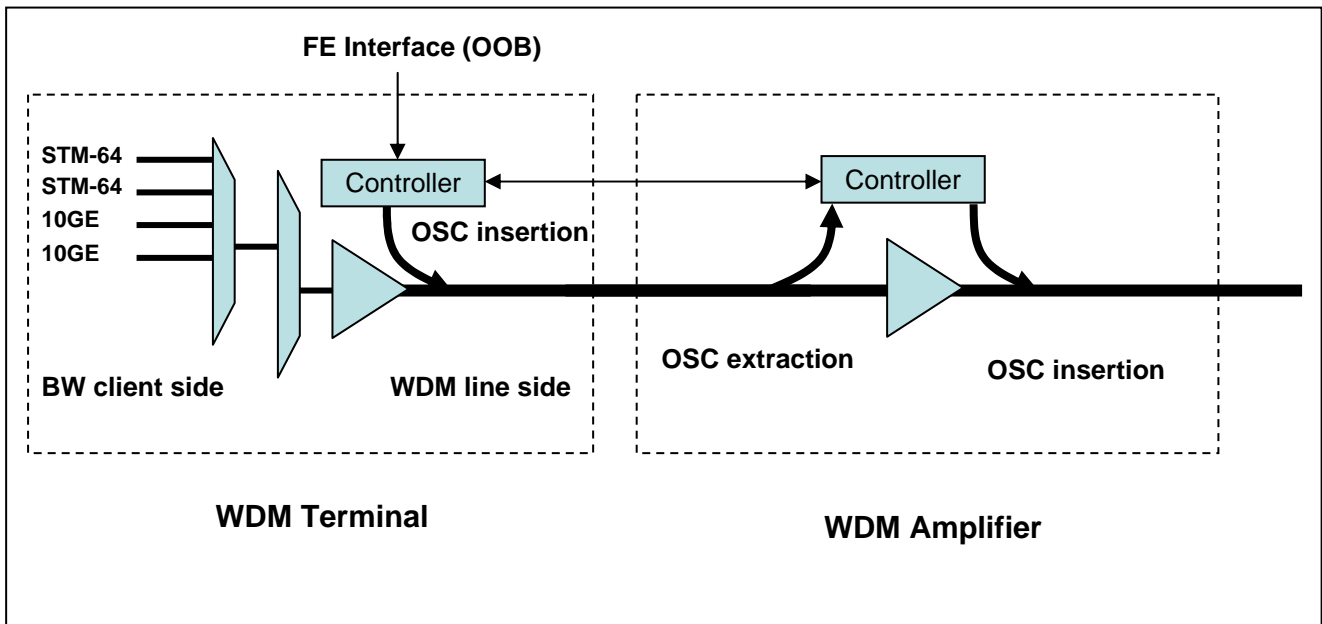 FE Interface (OOB)
STM-64
STM-64
10GE
10GE
Controller
OSC insertion
BW client side
WDM line side
WDM Terminal
Controller
OSC extraction
OSC insertion
WDM Amplifier